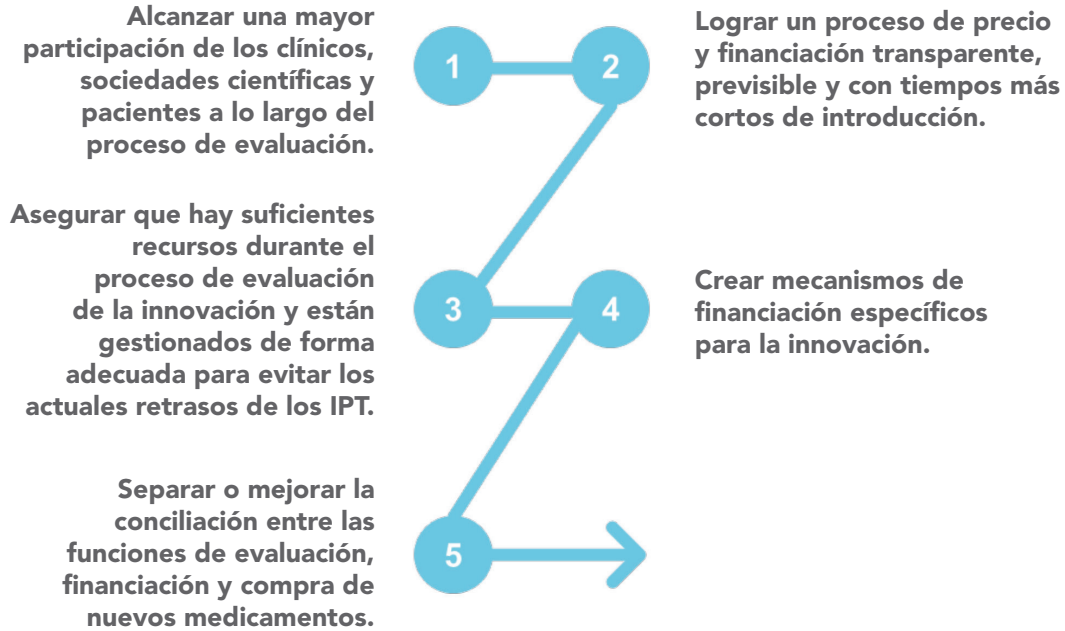 Alcanzar una mayor
participación de los clínicos,
sociedades científicas y
pacientes a lo largo del
proceso de evaluación.
1
2
Lograr un proceso de precio
y financiación transparente,
previsible y con tiempos más
cortos de introducción.
Asegurar que hay suficientes
recursos durante el
proceso de evaluación
de la innovación y están
gestionados de forma
adecuada para evitar los
actuales retrasos de los IPT.
3
4
Crear mecanismos de
financiación específicos
para la innovación.
Separar o mejorar la
conciliación entre las
funciones de evaluación,
financiación y compra de
nuevos medicamentos.
5